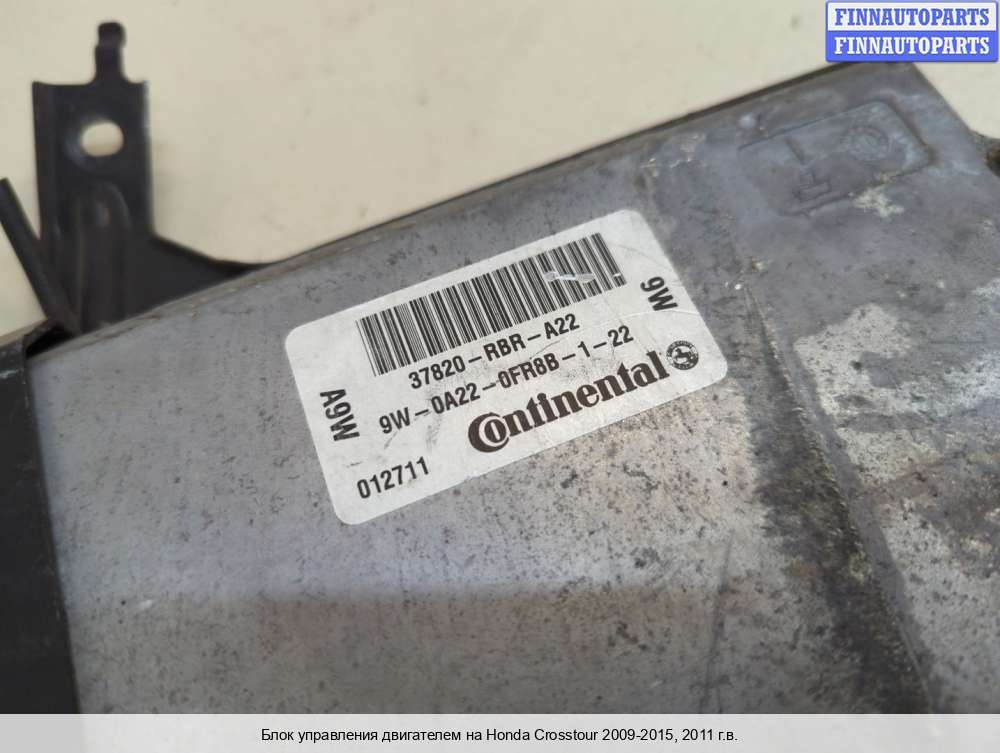 FINNAUTOPARTS
FINNAUTOPARTS
37820-RBR-A22
9W-0A22-0FR8B-1-22
Continental
A9W
9W
012711
Блок управления двигателем на Honda Crosstour 2009-2015, 2011 г.в.